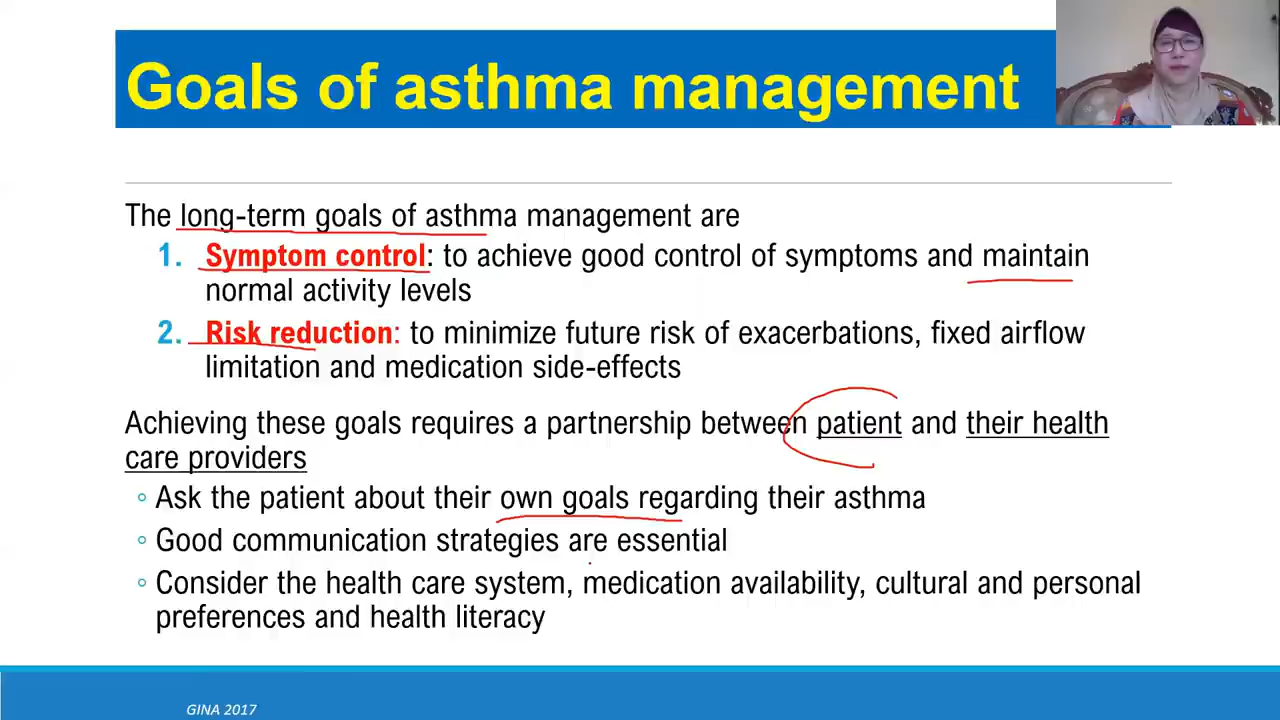 Goals of asthma management
The long-term goals of asthma management are
1. Symptom control: to achieve good control of symptoms and maintain
normal activity levels
2. Risk reduction: to minimize future risk of exacerbations, fixed airflow
limitation and medication side-effects
Achieving these goals requires a partnership between patient and their health
care providers
◦ Ask the patient about their own goals regarding their asthma
◦ Good communication strategies are essential
◦ Consider the health care system, medication availability, cultural and personal
preferences and health literacy
GINA 2017